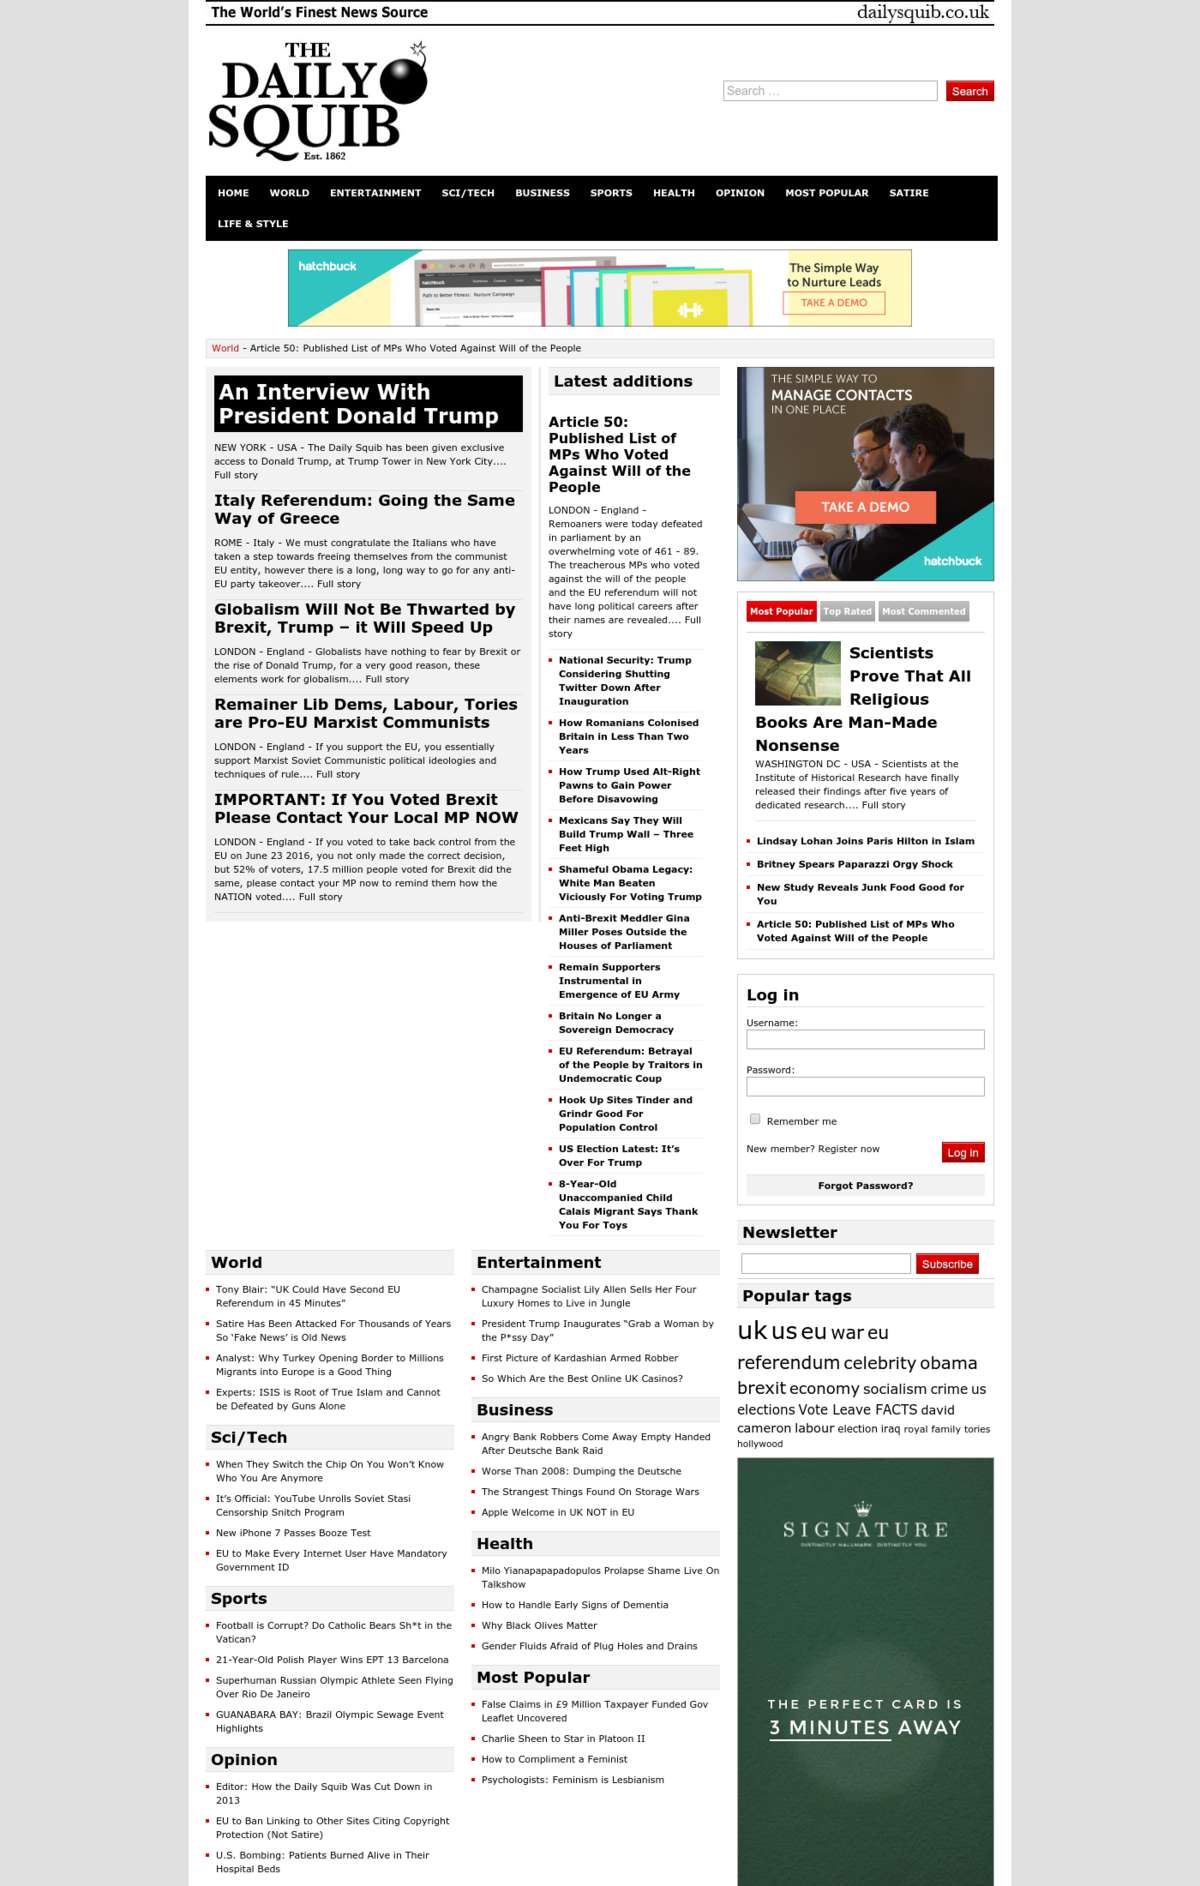 The World's Finest News Source
dailysquib.co.uk
THE
DAILY
SQUIB
Est. 1862
Search ...
Search
HOME WORLD ENTERTAINMENT SCI/TECH BUSINESS SPORTS HEALTH OPINION MOST POPULAR SATIRE
LIFE & STYLE
hatchbuck
Path to Better Fitness: Nurture Campaign
The Simple Way
to Nurture Leads
TAKE A DEMO
World - Article 50: Published List of MPs Who Voted Against Will of the People
An Interview With
President Donald Trump
NEW YORK - USA - The Daily Squib has been given exclusive
access to Donald Trump, at Trump Tower in New York City....
Full story
Italy Referendum: Going the Same
Way of Greece
ROME - Italy - We must congratulate the Italians who have
taken a step towards freeing themselves from the communist
EU entity, however there is a long, long way to go for any anti-
EU party takeover.... Full story
Globalism Will Not Be Thwarted by
Brexit, Trump – it Will Speed Up
LONDON - England - Globalists have nothing to fear by Brexit or
the rise of Donald Trump, for a very good reason, these
elements work for globalism.... Full story
Remainer Lib Dems, Labour, Tories
are Pro-EU Marxist Communists
LONDON - England - If you support the EU, you essentially
support Marxist Soviet Communistic political ideologies and
techniques of rule.... Full story
IMPORTANT: If You Voted Brexit
Please Contact Your Local MP NOW
LONDON - England - If you voted to take back control from the
EU on June 23 2016, you not only made the correct decision,
but 52% of voters, 17.5 million people voted for Brexit did the
same, please contact your MP now to remind them how the
NATION voted.... Full story
Latest additions
Article 50:
Published List of
MPs Who Voted
Against Will of the
People
LONDON - England -
Remoaners were today defeated
in parliament by an
overwhelming vote of 461 - 89.
The treacherous MPs who voted
against the will of the people
and the EU referendum will not
have long political careers after
their names are revealed.... Full
story
National Security: Trump
Considering Shutting
Twitter Down After
Inauguration
How Romanians Colonised
Britain in Less Than Two
Years
How Trump Used Alt-Right
Pawns to Gain Power
Before Disavowing
Mexicans Say They Will
Build Trump Wall – Three
Feet High
Shameful Obama Legacy:
White Man Beaten
Viciously For Voting Trump
Anti-Brexit Meddler Gina
Miller Poses Outside the
Houses of Parliament
Remain Supporters
Instrumental in
Emergence of EU Army
Britain No Longer a
Sovereign Democracy
EU Referendum: Betrayal
of the People by Traitors in
Undemocratic Coup
Hook Up Sites Tinder and
Grindr Good For
Population Control
US Election Latest: It's
Over For Trump
8-Year-Old
Unaccompanied Child
Calais Migrant Says Thank
You For Toys
THE SIMPLE WAY TO
MANAGE CONTACTS
IN ONE PLACE
TAKE A DEMO
hatchbuck
Most Popular Top Rated Most Commented
Scientists
Prove That All
Religious
Books Are Man-Made
Nonsense
WASHINGTON DC - USA - Scientists at the
Institute of Historical Research have finally
released their findings after five years of
dedicated research.... Full story
Lindsay Lohan Joins Paris Hilton in Islam
Britney Spears Paparazzi Orgy Shock
New Study Reveals Junk Food Good for
You
Article 50: Published List of MPs Who
Voted Against Will of the People
Log in
Username:
Password:
Remember me
New member? Register now
Log in
Forgot Password?
Newsletter
Subscribe
Popular tags
uk us eu war eu
referendum celebrity obama
brexit economy socialism crime us
elections Vote Leave FACTS david
cameron labour election iraq royal family tories
hollywood
SIGNATURE
DISTINCTLY HALLMARK DISTINCTLY YOU
THE PERFECT CARD IS
3 MINUTES AWAY
World
Tony Blair: “UK Could Have Second EU
Referendum in 45 Minutes”
Satire Has Been Attacked For Thousands of Years
So ‘Fake News’ is Old News
Analyst: Why Turkey Opening Border to Millions
Migrants into Europe is a Good Thing
Experts: ISIS is Root of True Islam and Cannot
be Defeated by Guns Alone
Sci/Tech
When They Switch the Chip On You Won't Know
Who You Are Anymore
It's Official: YouTube Unrolls Soviet Stasi
Censorship Snitch Program
New iPhone 7 Passes Booze Test
EU to Make Every Internet User Have Mandatory
Government ID
Sports
Football is Corrupt? Do Catholic Bears Sh*t in the
Vatican?
21-Year-Old Polish Player Wins EPT 13 Barcelona
Superhuman Russian Olympic Athlete Seen Flying
Over Rio De Janeiro
GUANABARA BAY: Brazil Olympic Sewage Event
Highlights
Opinion
Editor: How the Daily Squib Was Cut Down in
2013
EU to Ban Linking to Other Sites Citing Copyright
Protection (Not Satire)
U.S. Bombing: Patients Burned Alive in Their
Hospital Beds
Entertainment
Champagne Socialist Lily Allen Sells Her Four
Luxury Homes to Live in Jungle
President Trump Inaugurates “Grab a Woman by
the P*ssy Day”
First Picture of Kardashian Armed Robber
So Which Are the Best Online UK Casinos?
Business
Angry Bank Robbers Come Away Empty Handed
After Deutsche Bank Raid
Worse Than 2008: Dumping the Deutsche
The Strangest Things Found On Storage Wars
Apple Welcome in UK NOT in EU
Health
Milo Yianapapapadopulos Prolapse Shame Live On
Talkshow
How to Handle Early Signs of Dementia
Why Black Olives Matter
Gender Fluids Afraid of Plug Holes and Drains
Most Popular
False Claims in £9 Million Taxpayer Funded Gov
Leaflet Uncovered
Charlie Sheen to Star in Platoon II
How to Compliment a Feminist
Psychologists: Feminism is Lesbianism